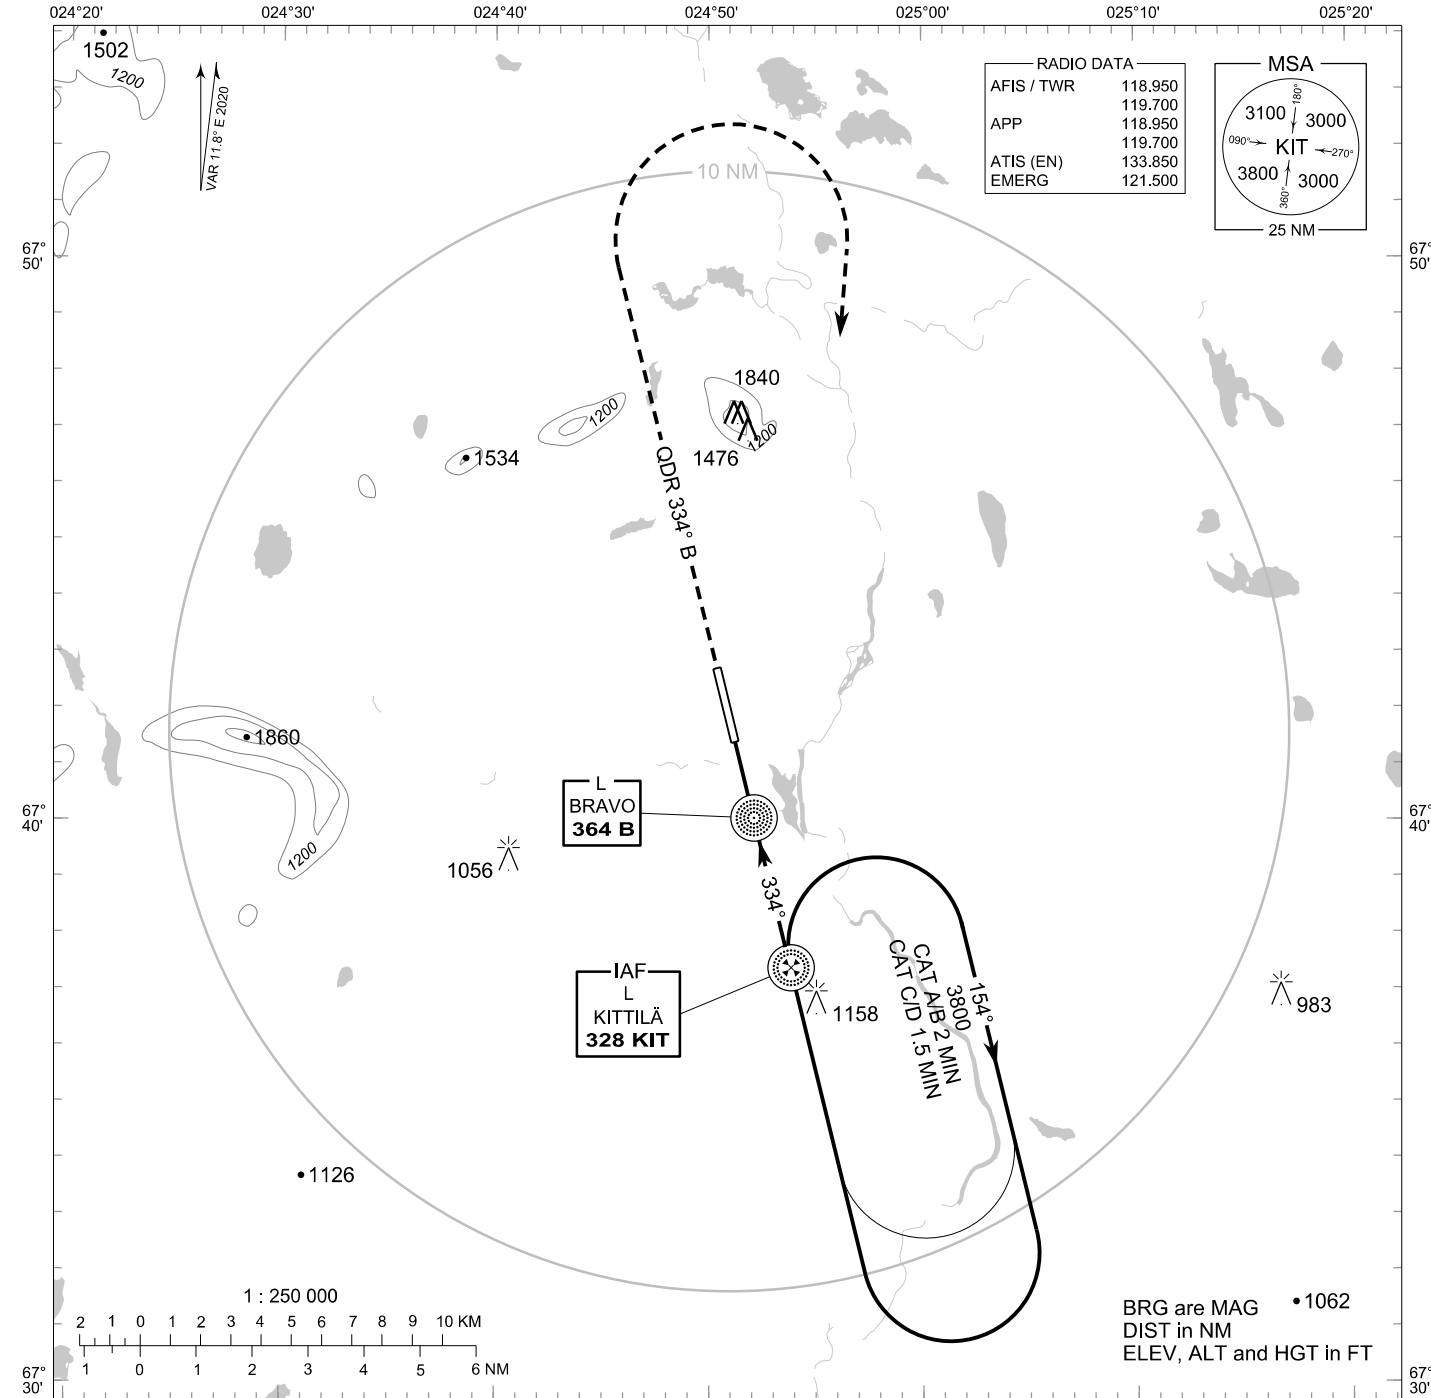 024°20' 024°30' 024°40' 024°50' 025°00' 025°10' 025°20'
1502
1200
VAR 11.8° E 2020
RADIO DATA
AFIS / TWR 118.950
119.700
APP 118.950
119.700
ATIS (EN) 133.850
EMERG 121.500
MSA
180°
3100 3000
090° KIT 270°
3800 3000
360°
25 NM
10 NM
67°
50'
67°
50'
1840
1200
1200
1476
1534
QDR 334° B
1860
1200
L
BRAVO
364 B
67°
40'
67°
40'
1056
334°
IAF
L
KITTILÄ
328 KIT
1158
154°
3800
CAT A/B 2 MIN
CAT C/D 1.5 MIN
983
1126
1 : 250 000
2 1 0 1 2 3 4 5 6 7 8 9 10 KM
1 0 1 2 3 4 5 6 NM
1062
BRG are MAG
DIST in NM
ELEV, ALT and HGT in FT
67°
30'
67°
30'